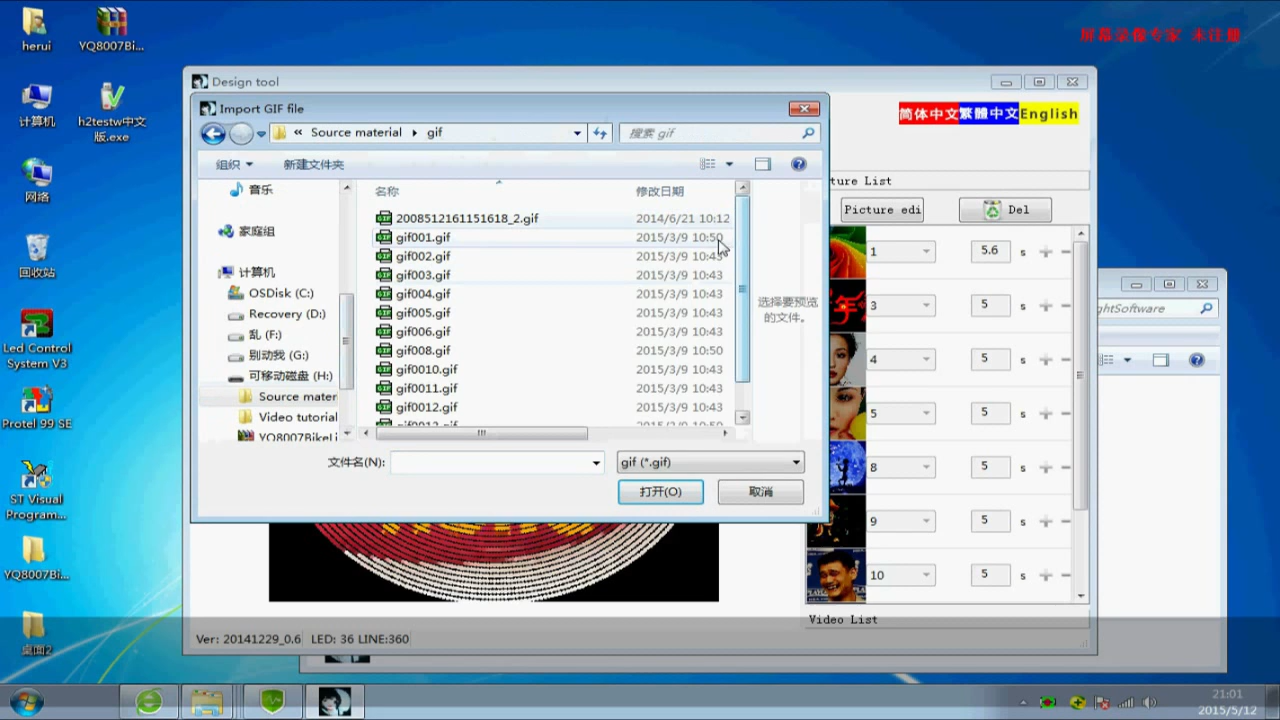 herui
YQ8007Bi...
屏幕录像专家 未注册
计算机
h2testw中文
版.exe
网络
回收站
Led Control
System V3
Protel 99 SE
ST Visual
Program...
YQ8007Bi...
桌面2
Design tool
简体中文 繁體中文 English
Import GIF file
« Source material ▸ gif
搜索 gif
组织
新建文件夹
音乐
家庭组
计算机
OSDisk (C:)
Recovery (D:)
乱 (F:)
别动我 (G:)
可移动磁盘 (H:)
Source mater
Video tutorial
YQ8007BikeLi
名称
修改日期
2008512161151618_2.gif
2014/6/21 10:12
gif001.gif
2015/3/9 10:50
gif002.gif
2015/3/9 10:43
gif003.gif
2015/3/9 10:43
gif004.gif
2015/3/9 10:43
gif005.gif
2015/3/9 10:43
gif006.gif
2015/3/9 10:43
gif008.gif
2015/3/9 10:50
gif0010.gif
2015/3/9 10:43
gif0011.gif
2015/3/9 10:43
gif0012.gif
2015/3/9 10:43
选择要预览
的文件。
文件名(N):
gif (*.gif)
打开(O)
取消
ture List
Picture edi
Del
1 5.6 s
3 5 s
4 5 s
5 5 s
8 5 s
9 5 s
10 5 s
Video List
ghtSoftware
Ver: 20141229_0.6 LED: 36 LINE:360
21:01
2015/5/12